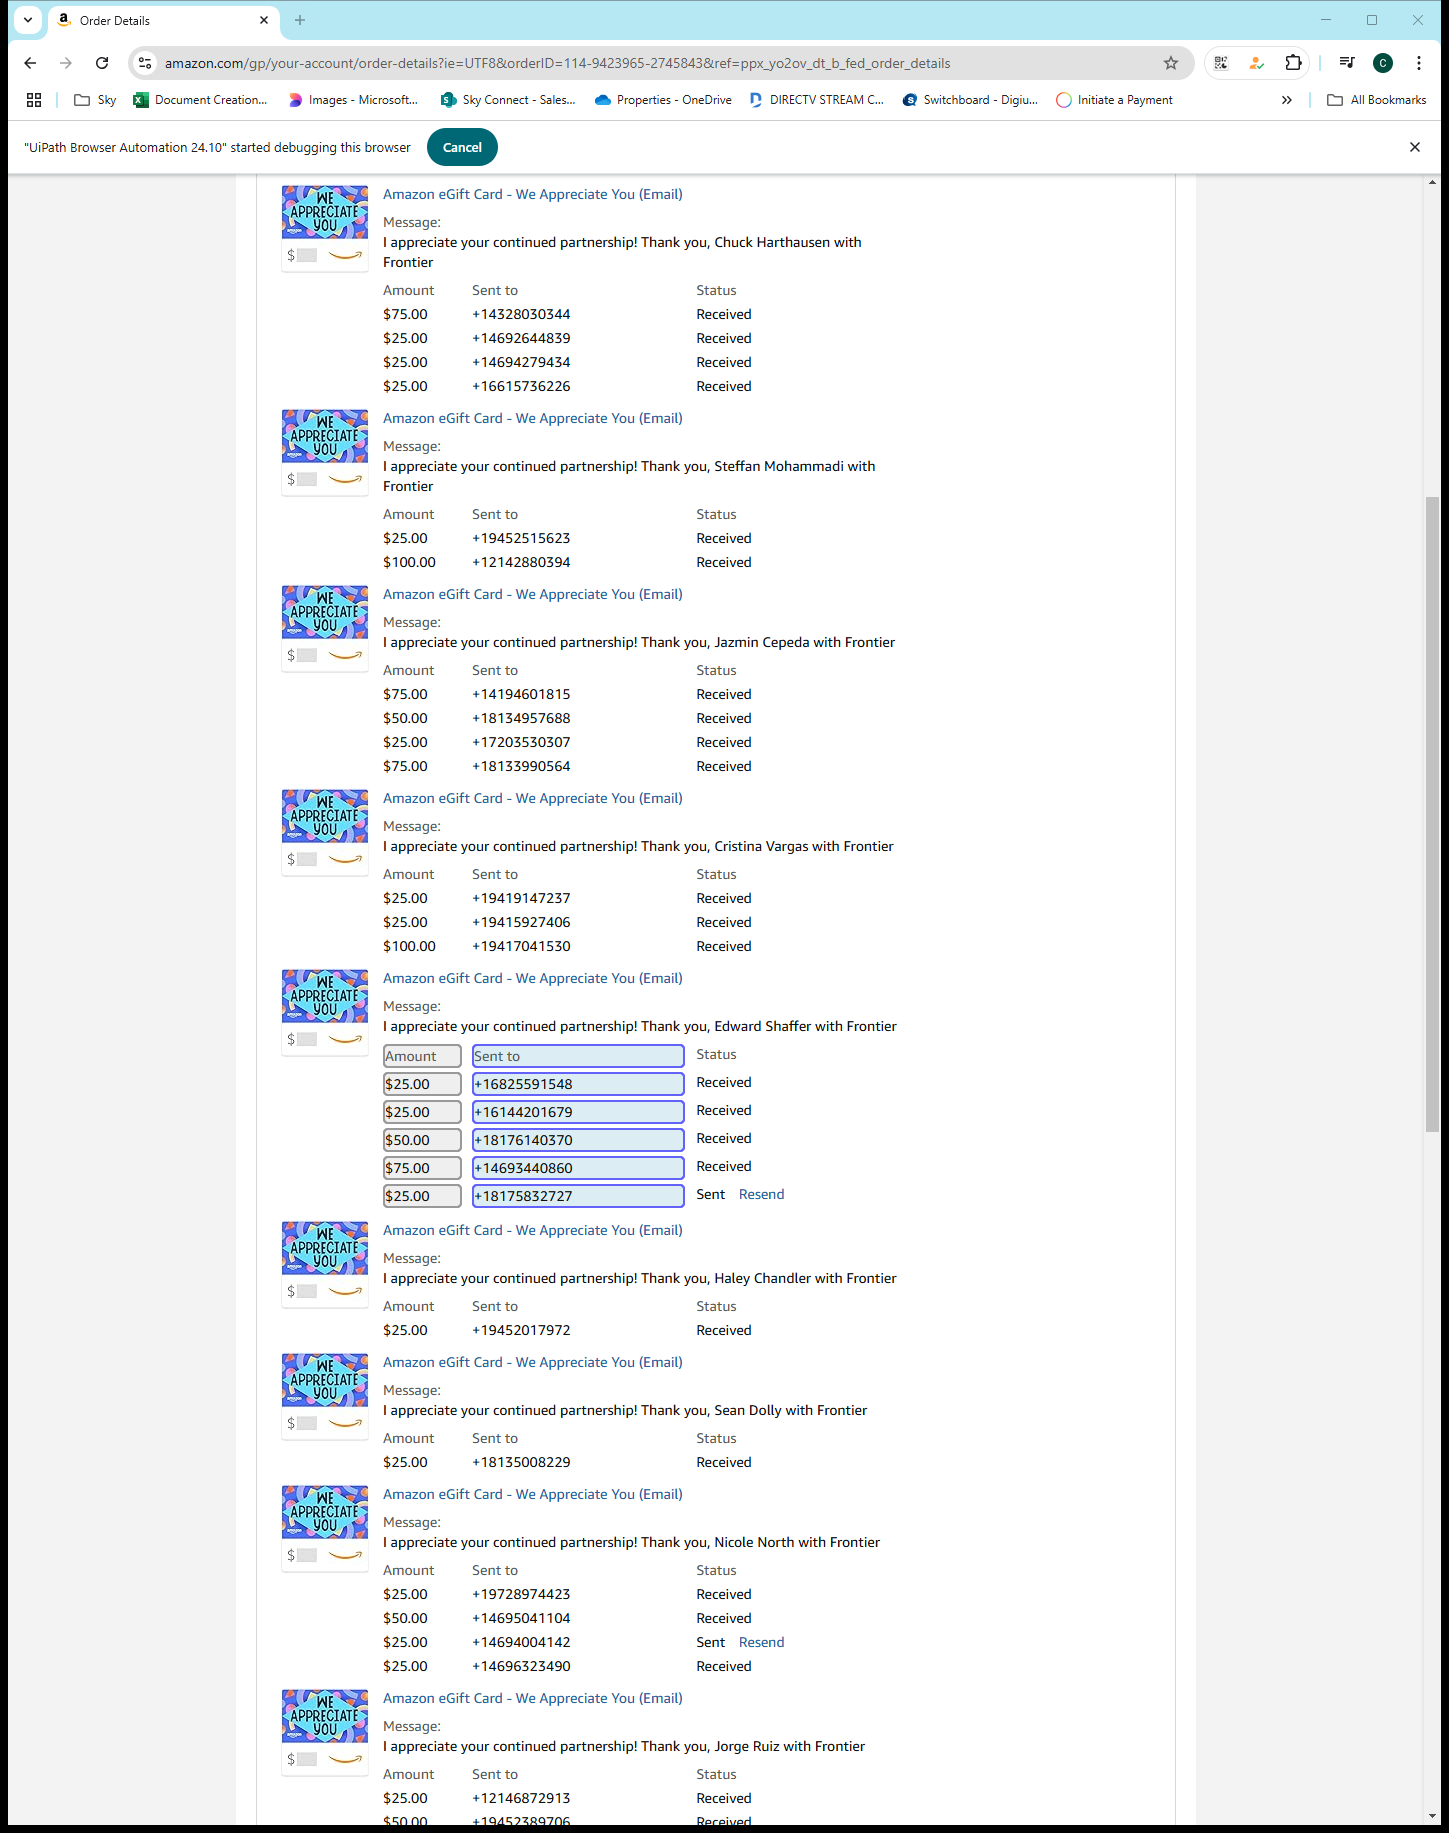 Order Details
amazon.com/gp/your-account/order-details?ie=UTF8&orderID=114-9423965-2745843&ref=ppx_yo2ov_dt_b_fed_order_details
C
Sky
Document Creation...
Images - Microsoft...
Sky Connect - Sales...
Properties - OneDrive
DIRECTV STREAM C...
Switchboard - Digiu...
Initiate a Payment
All Bookmarks
"UiPath Browser Automation 24.10" started debugging this browser
Cancel
WE APPRECIATE YOU
$
Amazon eGift Card - We Appreciate You (Email)
Message:
I appreciate your continued partnership! Thank you, Chuck Harthausen with
Frontier
Amount Sent to Status
$75.00 +14328030344 Received
$25.00 +14692644839 Received
$25.00 +14694279434 Received
$25.00 +16615736226 Received
WE APPRECIATE YOU
$
Amazon eGift Card - We Appreciate You (Email)
Message:
I appreciate your continued partnership! Thank you, Steffan Mohammadi with
Frontier
Amount Sent to Status
$25.00 +19452515623 Received
$100.00 +12142880394 Received
WE APPRECIATE YOU
$
Amazon eGift Card - We Appreciate You (Email)
Message:
I appreciate your continued partnership! Thank you, Jazmin Cepeda with Frontier
Amount Sent to Status
$75.00 +14194601815 Received
$50.00 +18134957688 Received
$25.00 +17203530307 Received
$75.00 +18133990564 Received
WE APPRECIATE YOU
$
Amazon eGift Card - We Appreciate You (Email)
Message:
I appreciate your continued partnership! Thank you, Cristina Vargas with Frontier
Amount Sent to Status
$25.00 +19419147237 Received
$25.00 +19415927406 Received
$100.00 +19417041530 Received
WE APPRECIATE YOU
$
Amazon eGift Card - We Appreciate You (Email)
Message:
I appreciate your continued partnership! Thank you, Edward Shaffer with Frontier
Amount Sent to Status
$25.00 +16825591548 Received
$25.00 +16144201679 Received
$50.00 +18176140370 Received
$75.00 +14693440860 Received
$25.00 +18175832727 Sent Resend
WE APPRECIATE YOU
$
Amazon eGift Card - We Appreciate You (Email)
Message:
I appreciate your continued partnership! Thank you, Haley Chandler with Frontier
Amount Sent to Status
$25.00 +19452017972 Received
WE APPRECIATE YOU
$
Amazon eGift Card - We Appreciate You (Email)
Message:
I appreciate your continued partnership! Thank you, Sean Dolly with Frontier
Amount Sent to Status
$25.00 +18135008229 Received
WE APPRECIATE YOU
$
Amazon eGift Card - We Appreciate You (Email)
Message:
I appreciate your continued partnership! Thank you, Nicole North with Frontier
Amount Sent to Status
$25.00 +19728974423 Received
$50.00 +14695041104 Received
$25.00 +14694004142 Sent Resend
$25.00 +14696323490 Received
WE APPRECIATE YOU
$
Amazon eGift Card - We Appreciate You (Email)
Message:
I appreciate your continued partnership! Thank you, Jorge Ruiz with Frontier
Amount Sent to Status
$25.00 +12146872913 Received
$50.00 +19452389706 Received